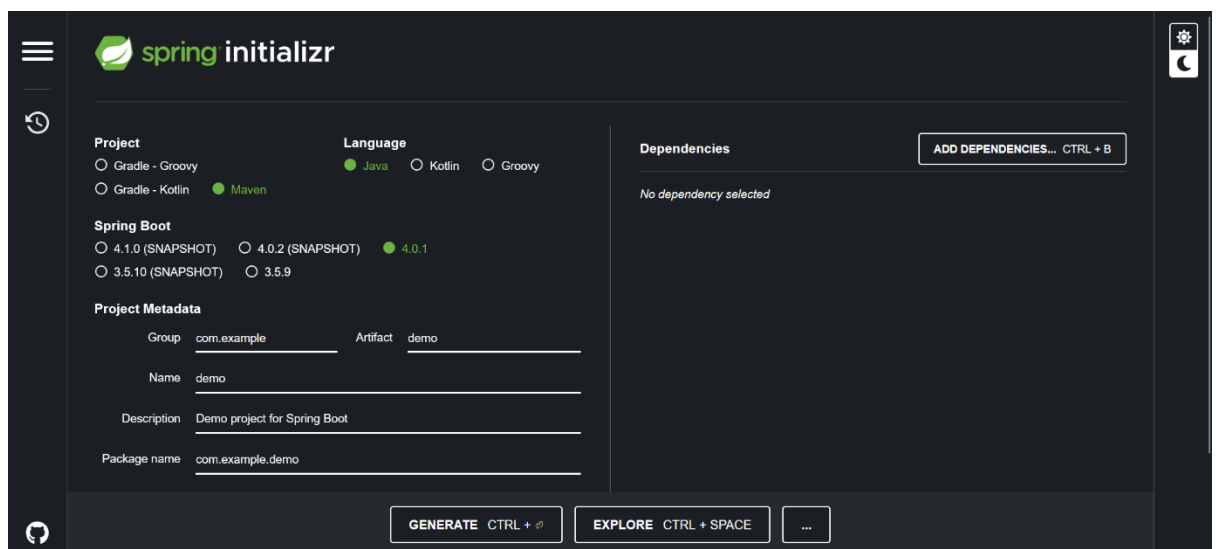 spring initializr
Project
Gradle - Groovy
Gradle - Kotlin Maven
Language
Java Kotlin Groovy
Spring Boot
4.1.0 (SNAPSHOT) 4.0.2 (SNAPSHOT) 4.0.1
3.5.10 (SNAPSHOT) 3.5.9
Project Metadata
Group com.example Artifact demo
Name demo
Description Demo project for Spring Boot
Package name com.example.demo
Dependencies ADD DEPENDENCIES... CTRL + B
No dependency selected
GENERATE CTRL + ⏎ EXPLORE CTRL + SPACE ...